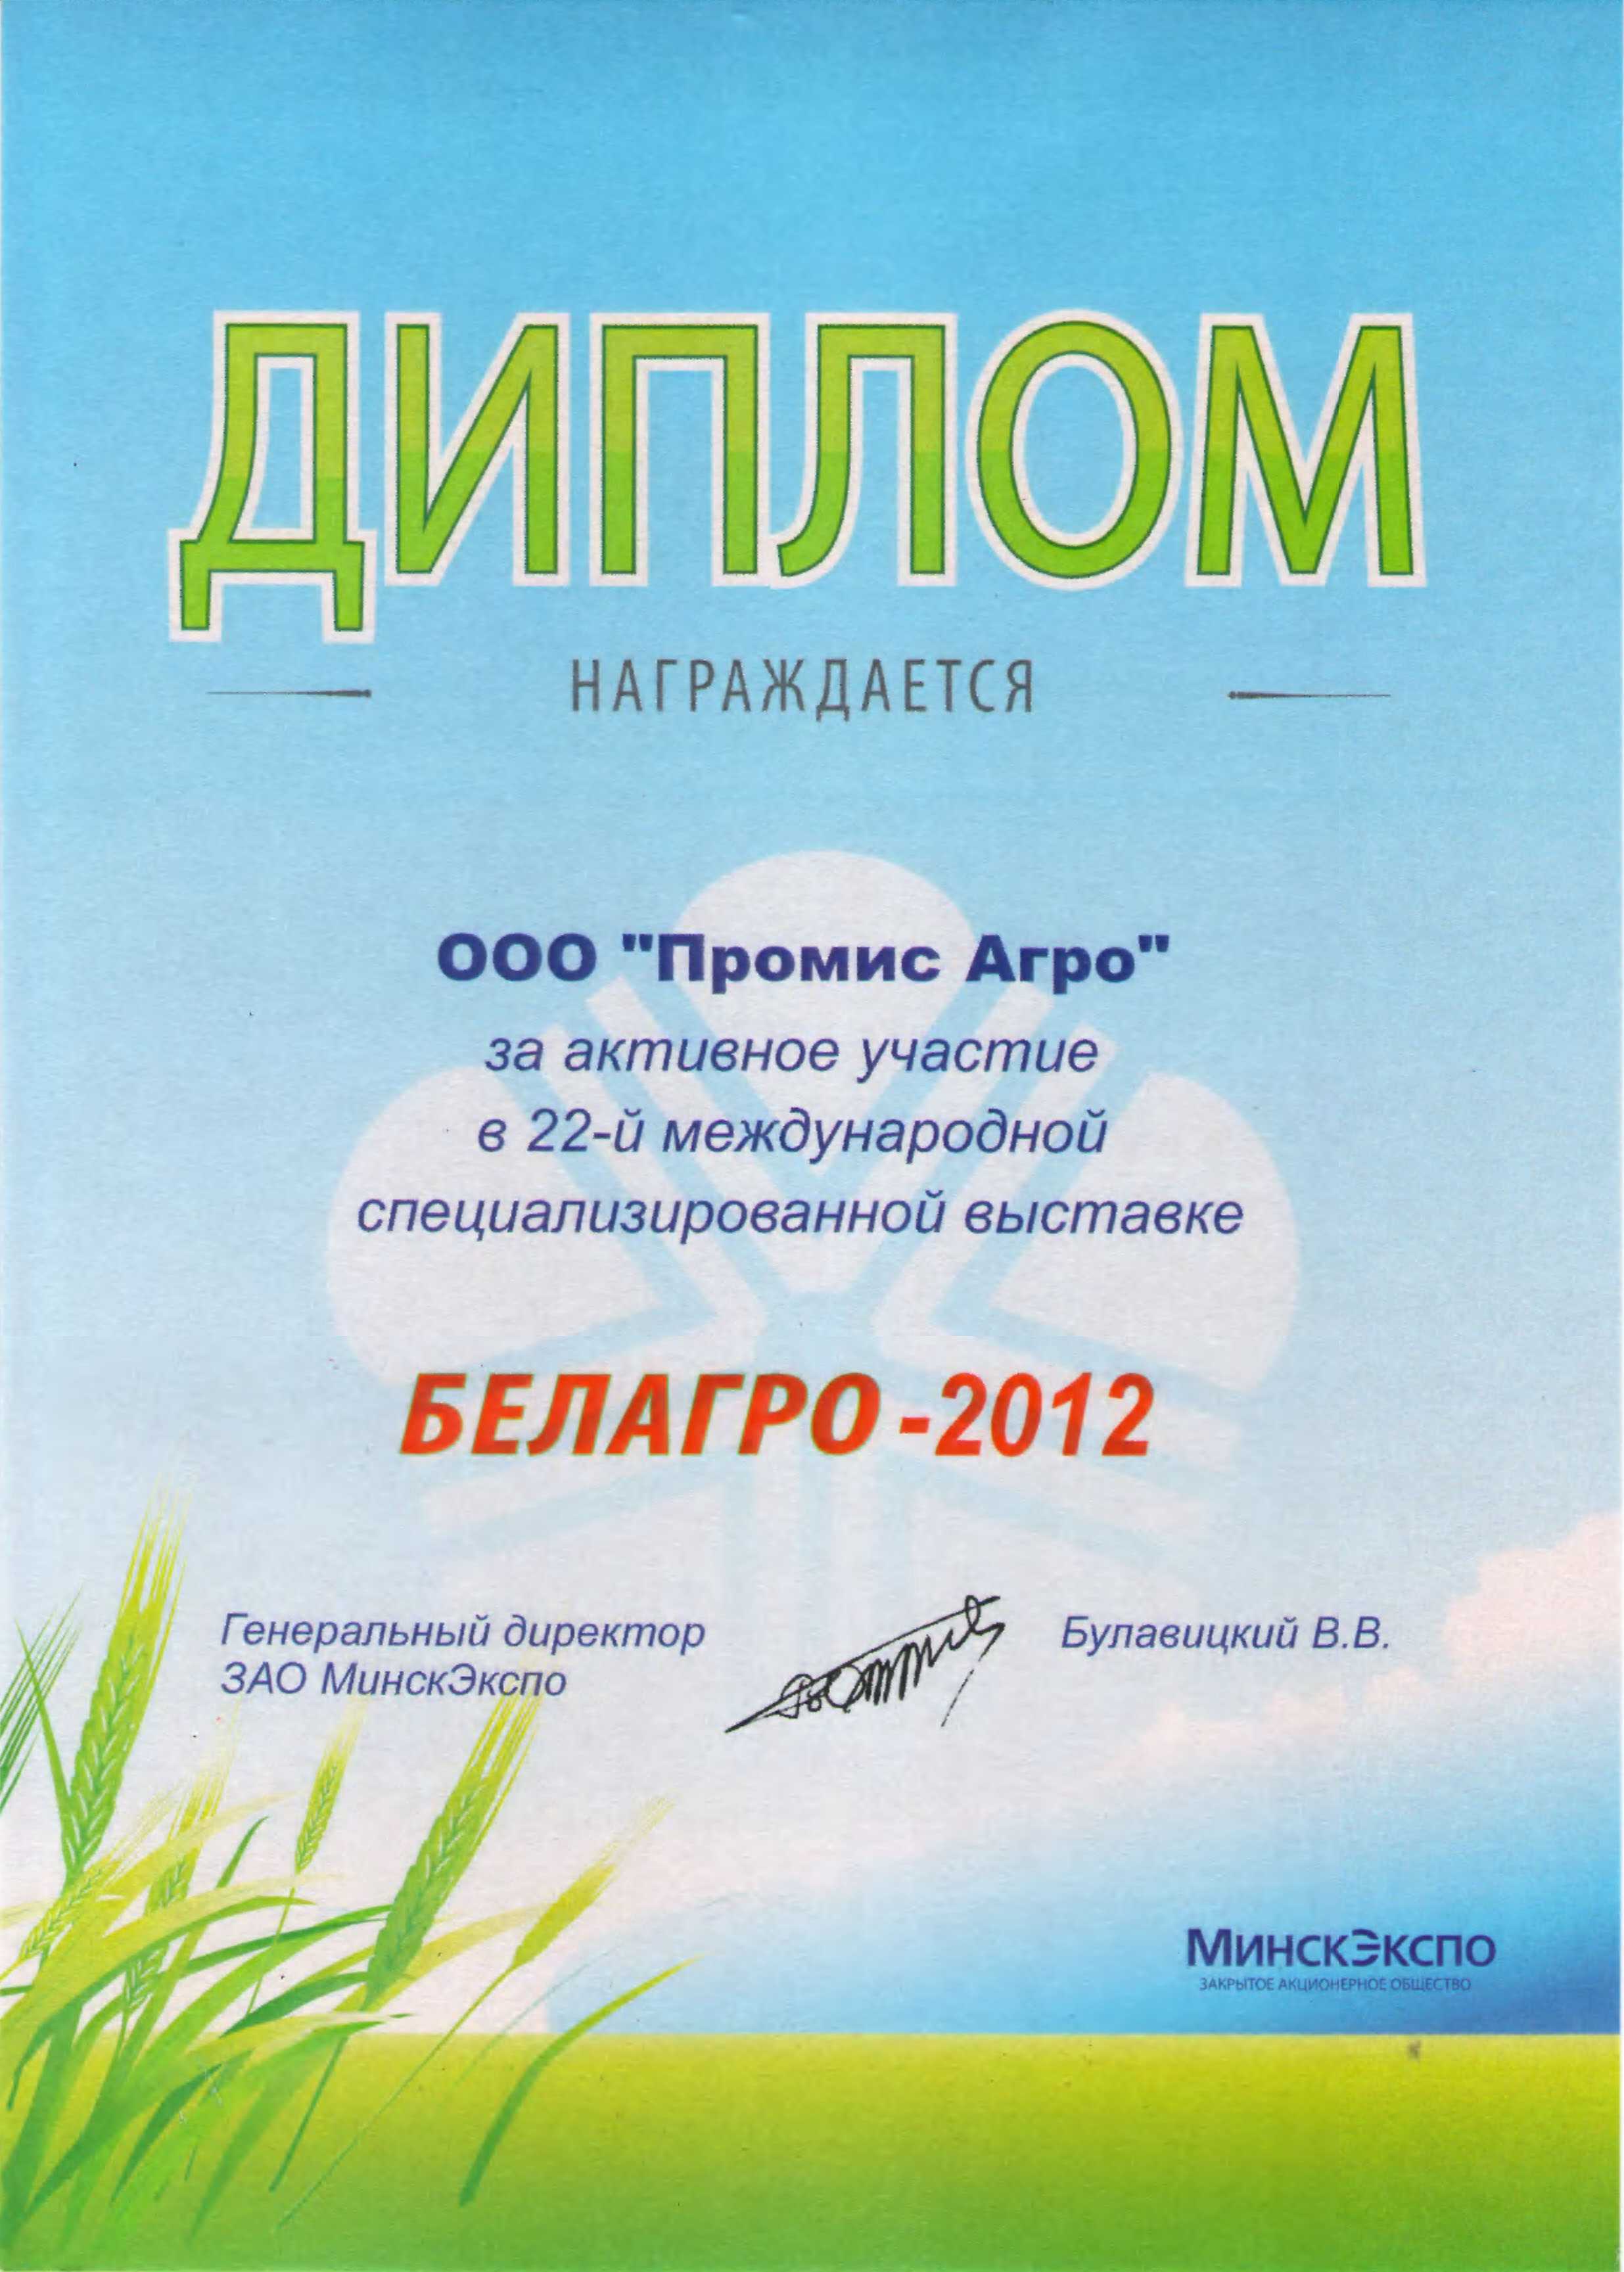 ДИПЛОМ
НАГРАЖДАЕТСЯ
ООО "Промис Агро"
за активное участие
в 22-й международной
специализированной выставке
БЕЛАГРО-2012
Генеральный директор
ЗАО МинскЭкспо
Булавицкий В.В.
МИНСКЭКСПО
ЗАКРЫТОЕ АКЦИОНЕРНОЕ ОБЩЕСТВО